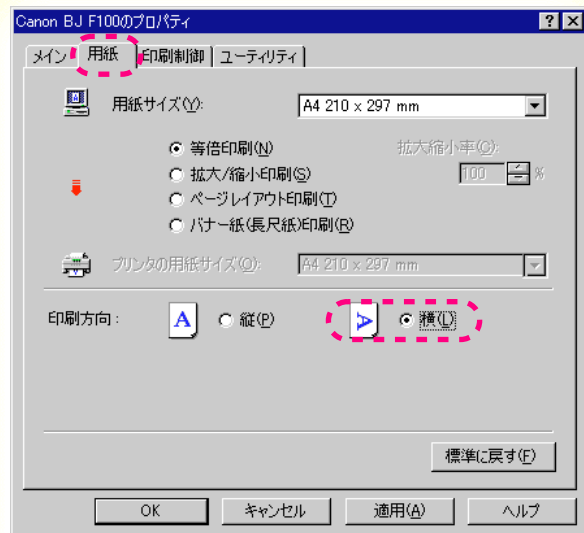 Canon BJ F100のプロパティ
メイン 用紙 印刷制御 ユーティリティ
用紙サイズ(Y): A4 210 x 297 mm
等倍印刷(N) 拡大縮小率(C):
拡大/縮小印刷(S) 100 %
ページレイアウト印刷(T)
バナー紙(長尺紙)印刷(R)
プリンタの用紙サイズ(O): A4 210 x 297 mm
印刷方向: A 縦(P) A 横(L)
標準に戻す(F)
OK キャンセル 適用(A) ヘルプ